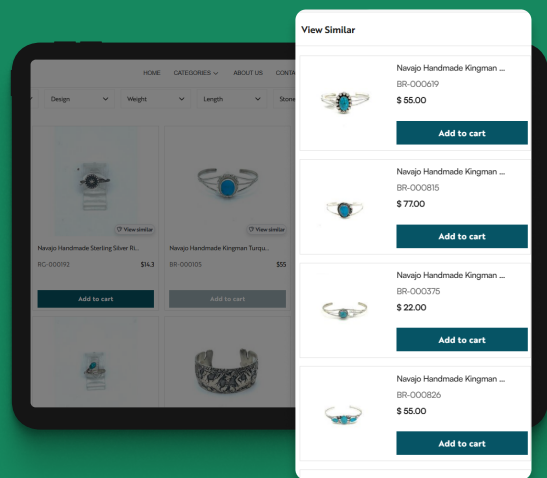 View Similar
Navajo Handmade Kingman ...
BR-000619
$ 55.00
Add to cart
Navajo Handmade Kingman ...
BR-000815
$ 77.00
Add to cart
Navajo Handmade Kingman ...
BR-000375
$ 22.00
Add to cart
Navajo Handmade Kingman ...
BR-000826
$ 55.00
Add to cart
HOME CATEGORIES ABOUT US CONTA
Design Weight Length Stone
View similar View similar
Navajo Handmade Sterling Silver Ri... Navajo Handmade Kingman Turqu...
RG-000192 $14.3 BR-000105 $55
Add to cart Add to cart